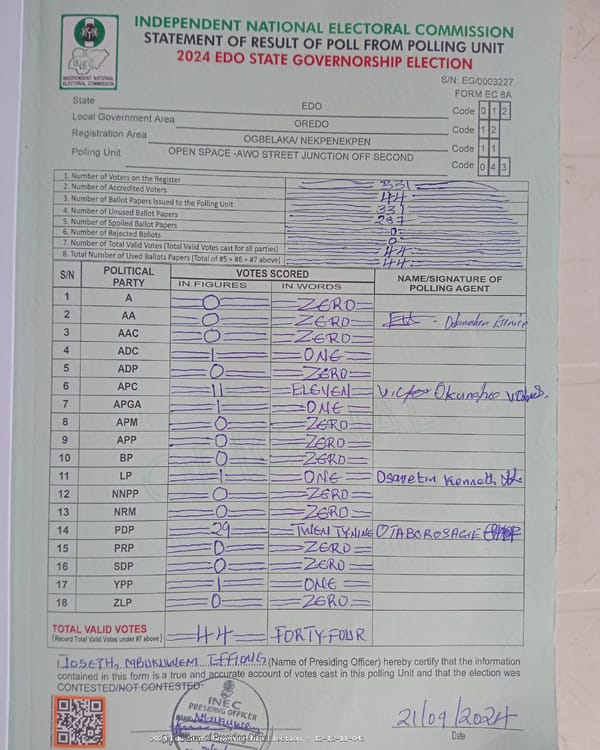 INDEPENDENT NATIONAL ELECTORAL COMMISSION
STATEMENT OF RESULT OF POLL FROM POLLING UNIT
2024 EDO STATE GOVERNORSHIP ELECTION
INEC
INDEPENDENT NATIONAL
ELECTORAL COMMISSION
S/N: EG/0003227
FORM EC 8A
State EDO Code 0 1 2
Local Government Area OREDO Code 1 2
Registration Area OGBELAKA/ NEKPENEKPEN Code 1 1
Polling Unit OPEN SPACE -AWO STREET JUNCTION OFF SECOND Code 0 4 3
1. Number of Voters on the Register 331
2. Number of Accredited Voters 44
3. Number of Ballot Papers Issued to the Polling Unit 331
4. Number of Unused Ballot Papers 287
5. Number of Spoiled Ballot Papers 0
6. Number of Rejected Ballots 0
7. Number of Total Valid Votes (Total Valid Votes cast for all parties) 44
8. Total Number of Used Ballots Papers (Total of #5 + #6 + #7 above) 44
S/N POLITICAL PARTY VOTES SCORED NAME/SIGNATURE OF POLLING AGENT
IN FIGURES IN WORDS
1 A 0 ZERO
2 AA 0 ZERO
3 AAC 0 ZERO
4 ADC 1 ONE
5 ADP 0 ZERO
6 APC 11 ELEVEN Victor
7 APGA 1 ONE
8 APM 0 ZERO
9 APP 0 ZERO
10 BP 0 ZERO
11 LP 1 ONE Osaretin Kenneth
12 NNPP 0 ZERO
13 NRM 0 ZERO
14 PDP 29 TWENTYNINE OTABOROSAGIE
15 PRP 0 ZERO
16 SDP 0 ZERO
17 YPP 1 ONE
18 ZLP 0 ZERO
TOTAL VALID VOTES 44 FORTY-FOUR
(Record Total Valid Votes under #7 above)
I, JOSEPH, MBUKUWEM EFFIONG (Name of Presiding Officer) hereby certify that the information
contained in this form is a true and accurate account of votes cast in this polling Unit and that the election was
CONTESTED/NOT CONTESTED
INEC
PRESIDING OFFICER
21/09/2024
Date